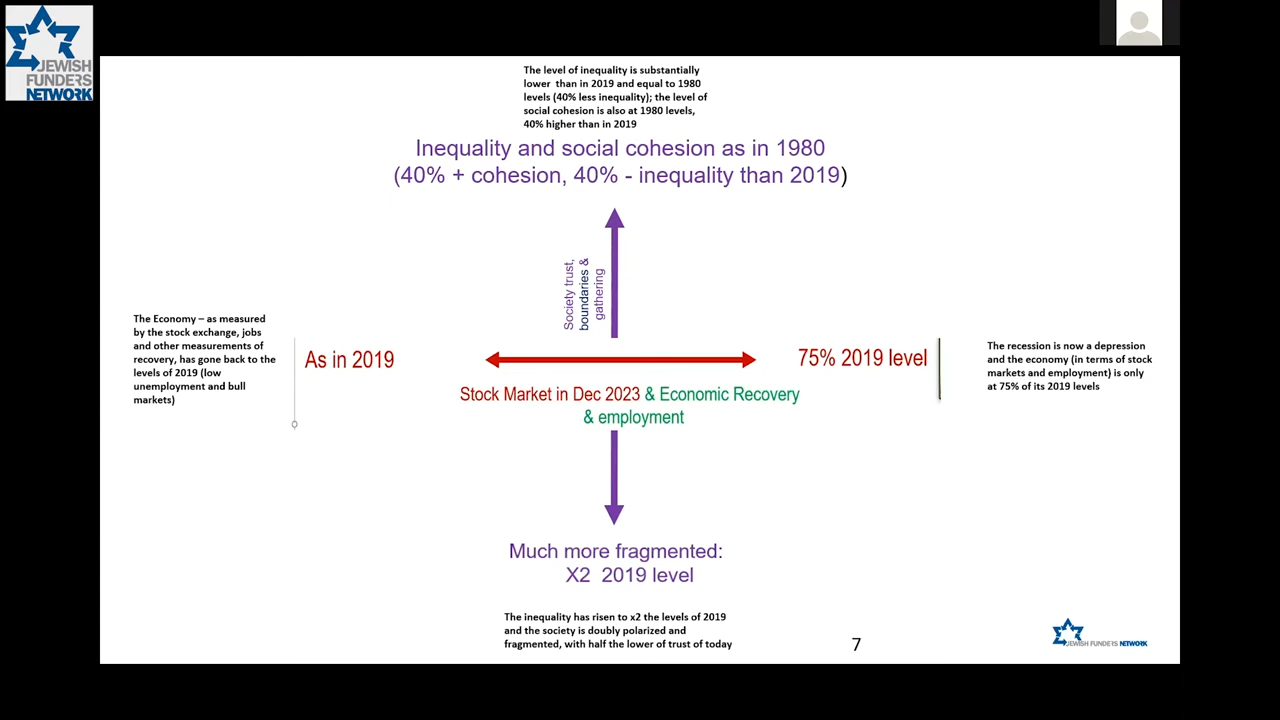 JEWISH
FUNDERS
NETWORK
The level of inequality is substantially
lower than in 2019 and equal to 1980
levels (40% less inequality); the level of
social cohesion is also at 1980 levels,
40% higher than in 2019
Inequality and social cohesion as in 1980
(40% + cohesion, 40% - inequality than 2019)
Society trust,
boundaries &
gathering
The Economy – as measured
by the stock exchange, jobs
and other measurements of
recovery, has gone back to the
levels of 2019 (low
unemployment and bull
markets)
As in 2019
75% 2019 level
The recession is now a depression
and the economy (in terms of stock
markets and employment) is only
at 75% of its 2019 levels
Stock Market in Dec 2023 & Economic Recovery
& employment
Much more fragmented:
X2 2019 level
The inequality has risen to x2 the levels of 2019
and the society is doubly polarized and
fragmented, with half the lower of trust of today
7
JEWISH FUNDERS NETWORK